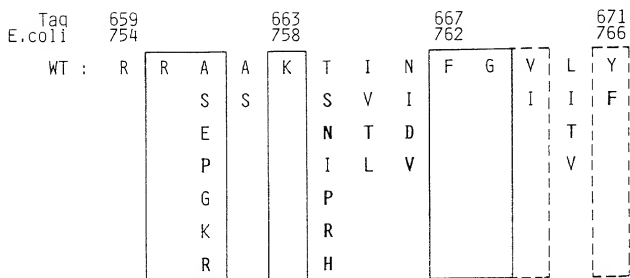 Taq 659 663 667 671
E.coli 754 758 762 766
WT : R R A A K T I N F G V L Y
S S S V I I I F
E N T D T
P I L V V
G P
K R
R H